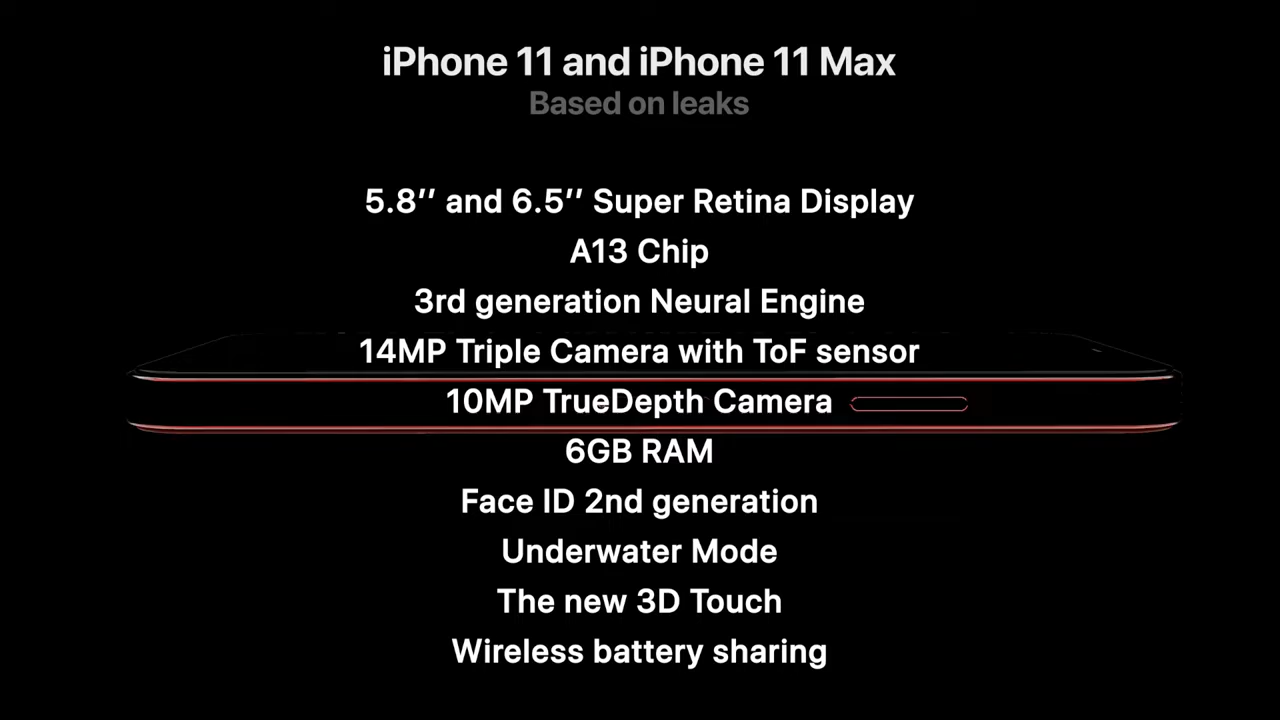 iPhone 11 and iPhone 11 Max
Based on leaks
5.8′′ and 6.5′′ Super Retina Display
A13 Chip
3rd generation Neural Engine
14MP Triple Camera with ToF sensor
10MP TrueDepth Camera
6GB RAM
Face ID 2nd generation
Underwater Mode
The new 3D Touch
Wireless battery sharing